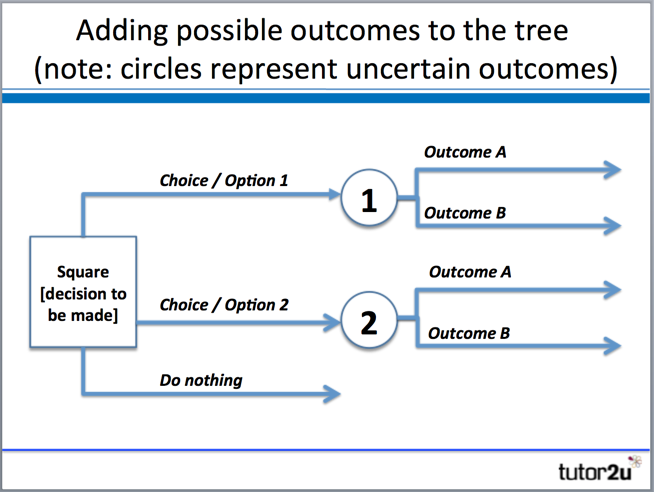 Adding possible outcomes to the tree
(note: circles represent uncertain outcomes)
Outcome A
Choice / Option 1
1
Outcome B
Square
[decision to
be made]
Outcome A
Choice / Option 2
2
Outcome B
Do nothing
tutor2u